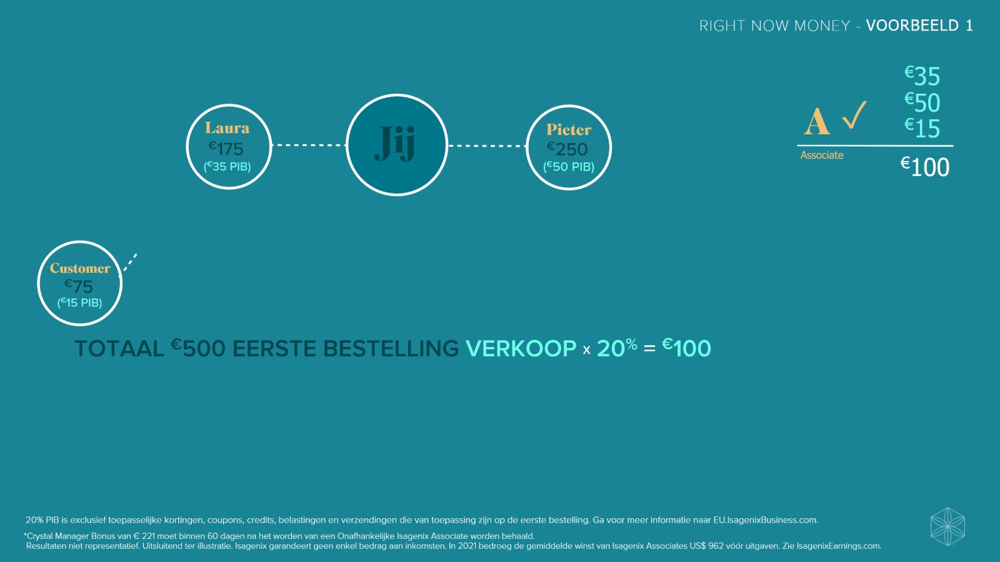 RIGHT NOW MONEY - VOORBEELD 1
Laura
€175
(€35 PIB)
Jij
Pieter
€250
(€50 PIB)
A ✓
Associate
€35
€50
€15
€100
Customer
€75
(€15 PIB)
TOTAAL €500 EERSTE BESTELLING VERKOOP x 20% = €100
20% PIB is exclusief toepasselijke kortingen, coupons, credits, belastingen en verzendingen die van toepassing zijn op de eerste bestelling. Ga voor meer informatie naar EU.IsagenixBusiness.com.
*Crystal Manager Bonus van € 221 moet binnen 60 dagen na het worden van een Onafhankelijke Isagenix Associate worden behaald.
Resultaten niet representatief. Uitsluitend ter illustratie. Isagenix garandeert geen enkel bedrag aan inkomsten. In 2021 bedroeg de gemiddelde winst van Isagenix Associates US$ 962 vóór uitgaven. Zie IsagenixEarnings.com.